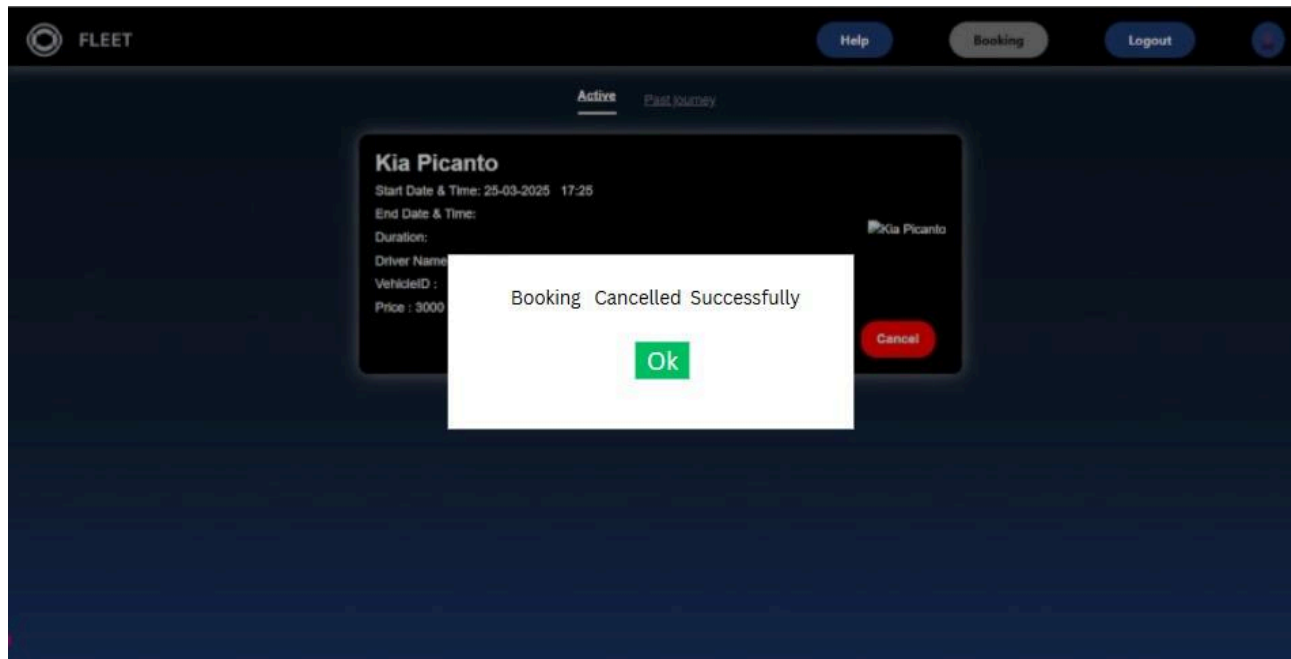 FLEET
Help
Booking
Logout
Active
Past journey
Kia Picanto
Start Date & Time: 25-03-2025 17:25
End Date & Time:
Duration:
Kia Picanto
Driver Name
VehicleID :
Price : 3000
Booking Cancelled Successfully
Cancel
Ok